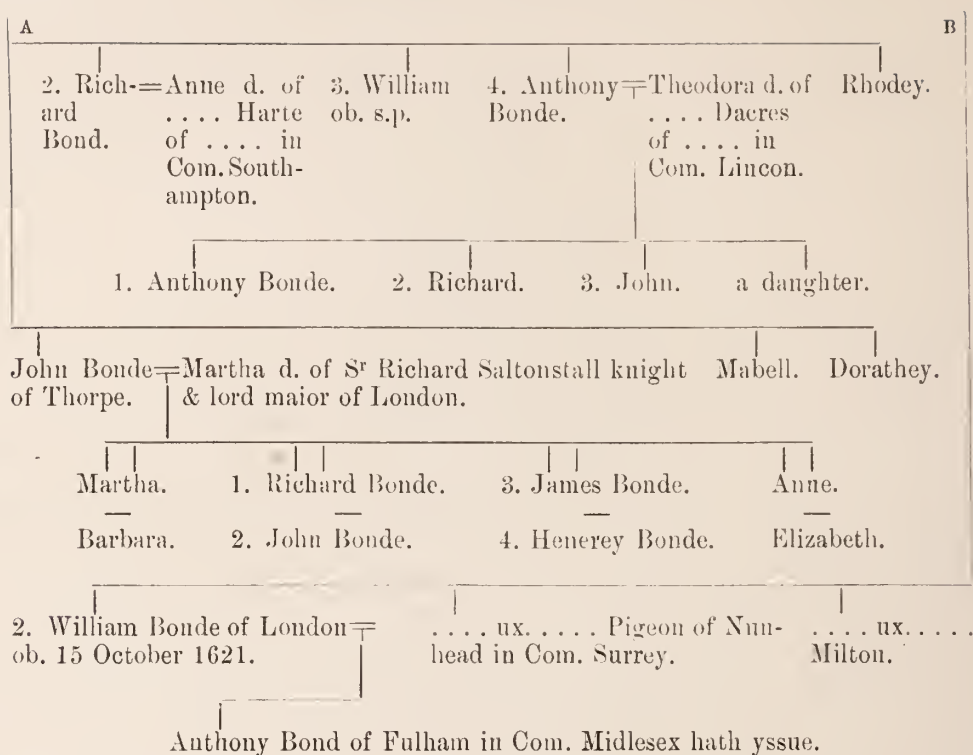 A B
2. Rich-=Anne d. of 3. William 4. Anthony=Theodora d. of Rhodey.
ard .... Harte ob. s.p. Bonde. .... Dacres
Bond. of .... in of .... in
Com. South- Com. Lincon.
ampton.
1. Anthony Bonde. 2. Richard. 3. John. a daughter.
John Bonde=Martha d. of Sr Richard Saltonstall knight Mabell. Dorathey.
of Thorpe. & lord maior of London.
Martha. 1. Richard Bonde. 3. James Bonde. Anne.
Barbara. 2. John Bonde. 4. Henerey Bonde. Elizabeth.
2. William Bonde of London= .... ux..... Pigeon of Nun- .... ux.....
ob. 15 October 1621. head in Com. Surrey. Milton.
Anthony Bond of Fulham in Com. Midlesex hath yssue.